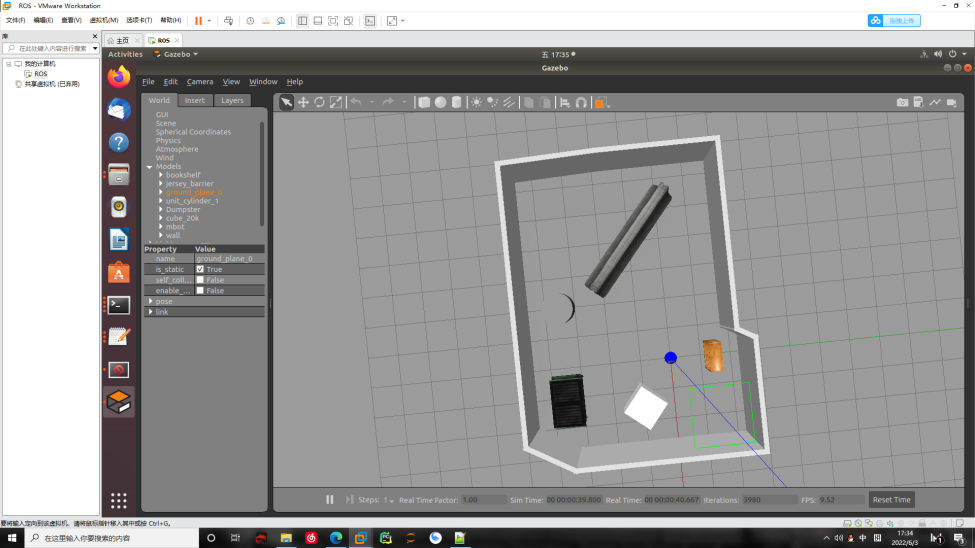 ROS - VMware Workstation
文件(F) 编辑(E) 查看(V) 虚拟机(M) 选项卡(T) 帮助(H)
拖拽上传
库
主页
ROS
在此处键入内容进行搜索
我的计算机
ROS
共享虚拟机 (已弃用)
Activities
Gazebo
五 17:35
Gazebo
File Edit Camera View Window Help
World Insert Layers
GUI
Scene
Spherical Coordinates
Physics
Atmosphere
Wind
Models
bookshelf
jersey_barrier
ground_plane_0
unit_cylinder_1
Dumpster
cube_20k
mbot
wall
Property Value
name ground_plane_0
is_static True
self_coll... False
enable_... False
pose
link
Steps: 1 Real Time Factor: 1.00 Sim Time: 00 00:00:39.800 Real Time: 00 00:00:40.667 Iterations: 3980 FPS: 9.52 Reset Time
要将输入定向到该虚拟机，请将鼠标指针移入其中或按 Ctrl+G。
在这里输入你要搜索的内容
中
17:34
2022/6/3